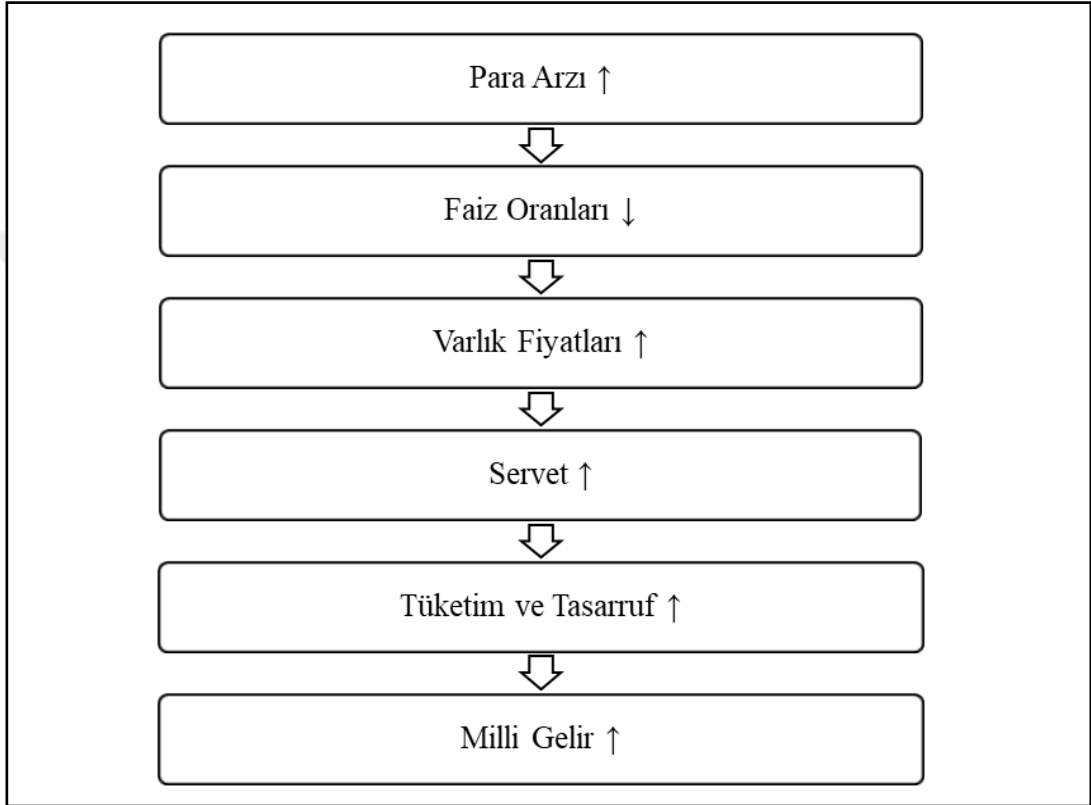 Para Arzı ↑
Faiz Oranları ↓
Varlık Fiyatları ↑
Servet ↑
Tüketim ve Tasarruf ↑
Milli Gelir ↑